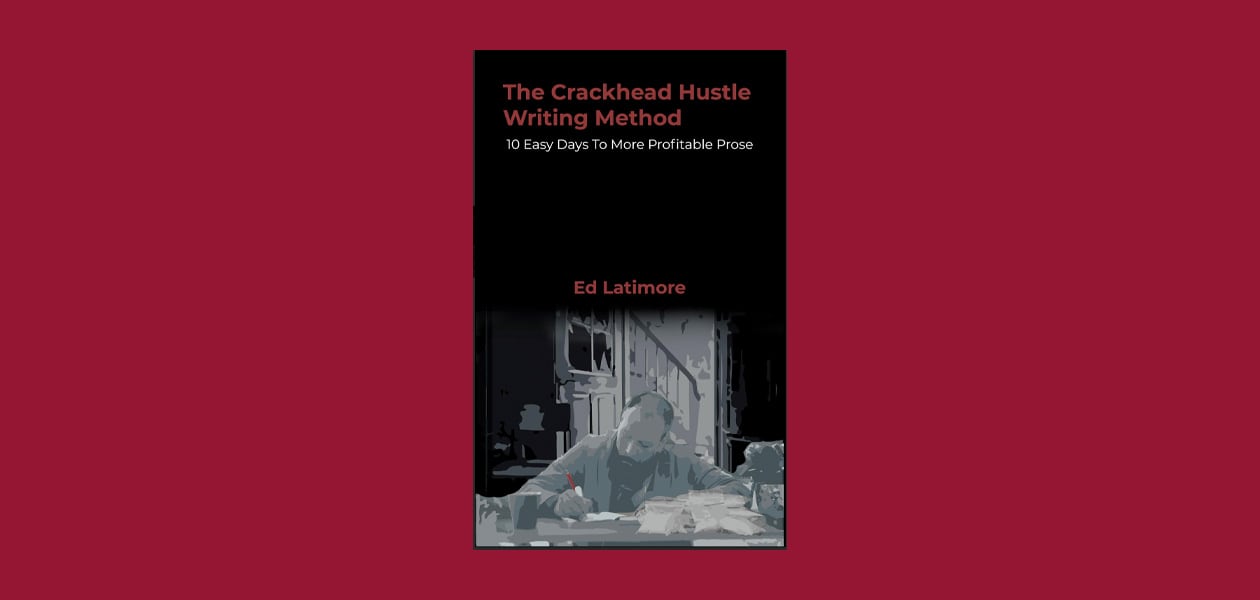 The Crackhead Hustle
Writing Method
10 Easy Days To More Profitable Prose
Ed Latimore